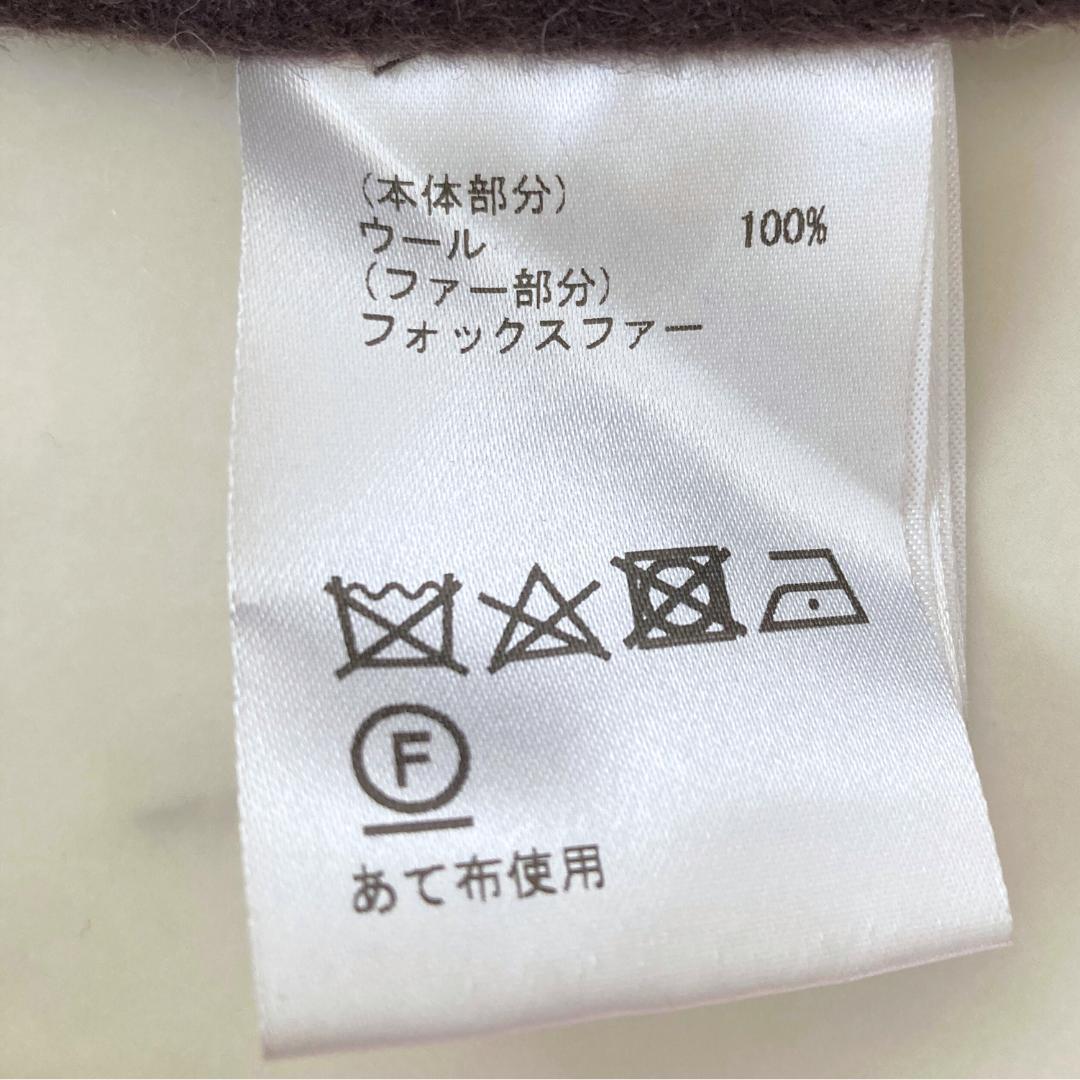 (本体部分)
ウール 100%
(ファー部分)
フォックスファー
F
あて布使用